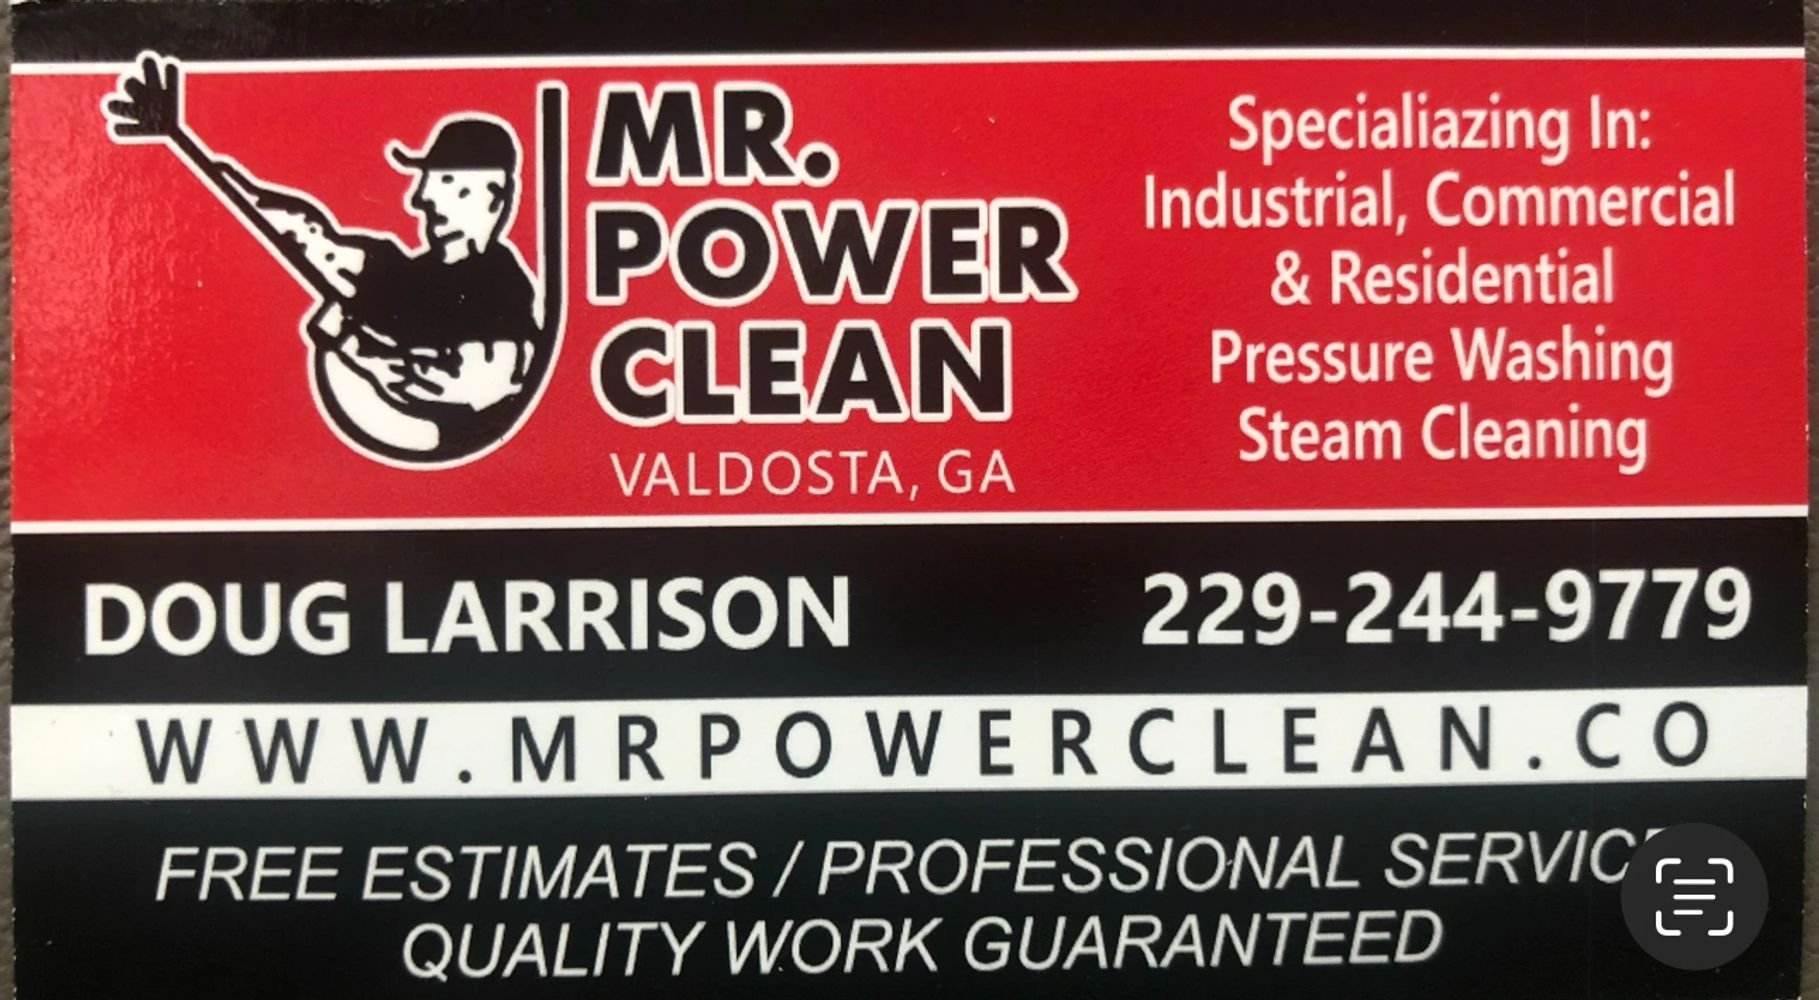 MR.
POWER
CLEAN
VALDOSTA, GA
Specialiazing In:
Industrial, Commercial
& Residential
Pressure Washing
Steam Cleaning
DOUG LARRISON
229-244-9779
WWW.MRPOWERCLEAN.CO
FREE ESTIMATES / PROFESSIONAL
QUALITY WORK GUARANTEED